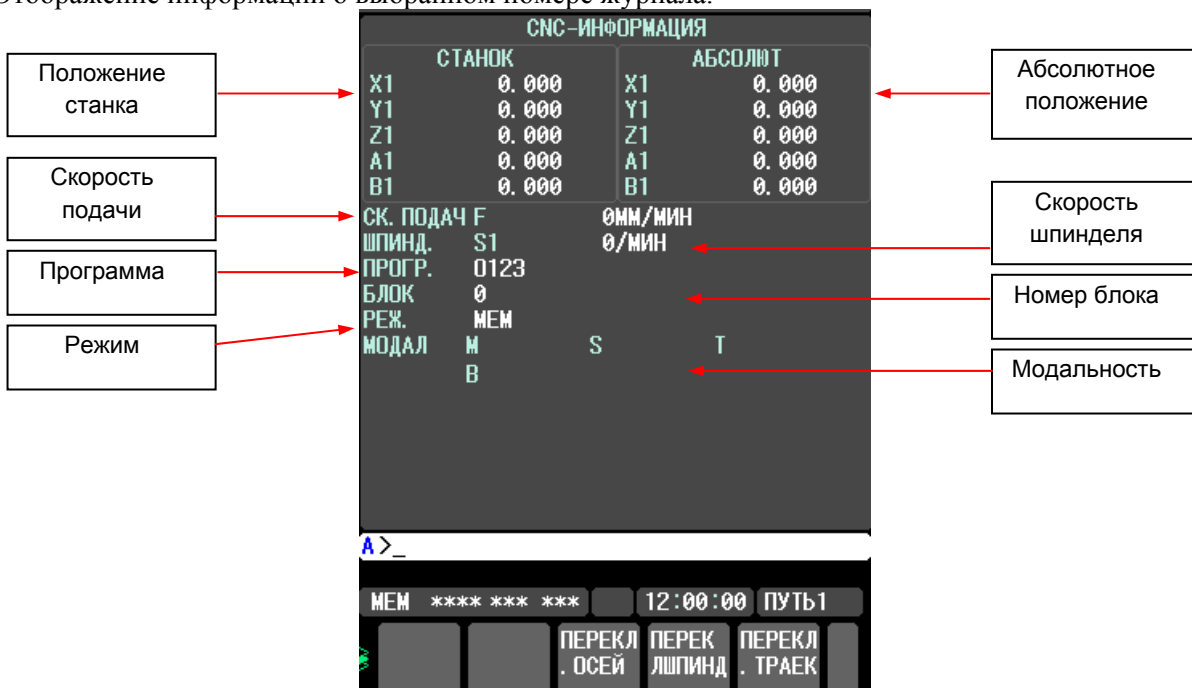 Отображение информации о выбранном номере журнала.
CNC-ИНФОРМАЦИЯ
СТАНОК АБСОЛЮТ
X1 0.000 X1 0.000
Y1 0.000 Y1 0.000
Z1 0.000 Z1 0.000
A1 0.000 A1 0.000
B1 0.000 B1 0.000
СК. ПОДАЧ F 0ММ/МИН
ШПИНД. S1 0/МИН
ПРОГР. O123
БЛОК 0
РЕЖ. MEM
МОДАЛ M S T
B
A>_
MEM **** *** *** 12:00:00 ПУТЬ1
ПЕРЕКЛ ПЕРЕК ПЕРЕКЛ
. ОСЕЙ ЛШПИНД . ТРАЕК
Положение
станка
Скорость
подачи
Программа
Режим
Абсолютное
положение
Скорость
шпинделя
Номер блока
Модальность